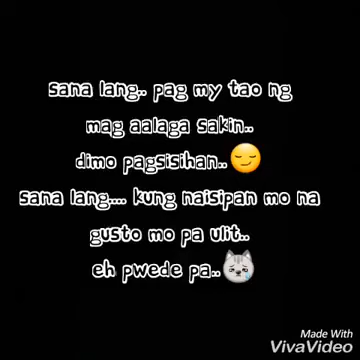 sana lang.. pag my tao ng
mag aalaga sakin..
dimo pagsisihan..😏
sana lang.... kung naisipan mo na
gusto mo pa ulit..
eh pwede pa..😿
Made With
VivaVideo